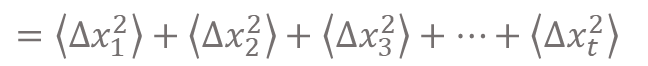 = ⟨Δx₁²⟩ + ⟨Δx₂²⟩ + ⟨Δx₃²⟩ + ⋯ + ⟨Δxₜ²⟩